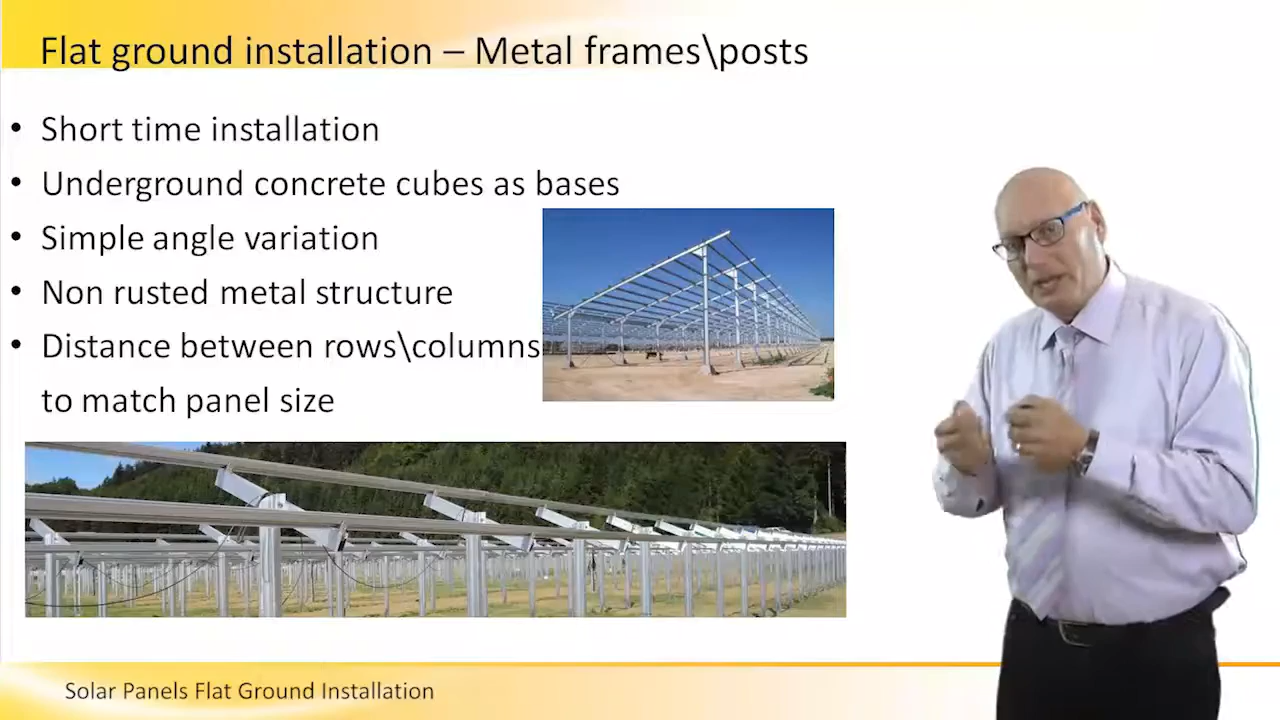 Flat ground installation – Metal frames\posts
• Short time installation
• Underground concrete cubes as bases
• Simple angle variation
• Non rusted metal structure
• Distance between rows\columns
to match panel size
Solar Panels Flat Ground Installation